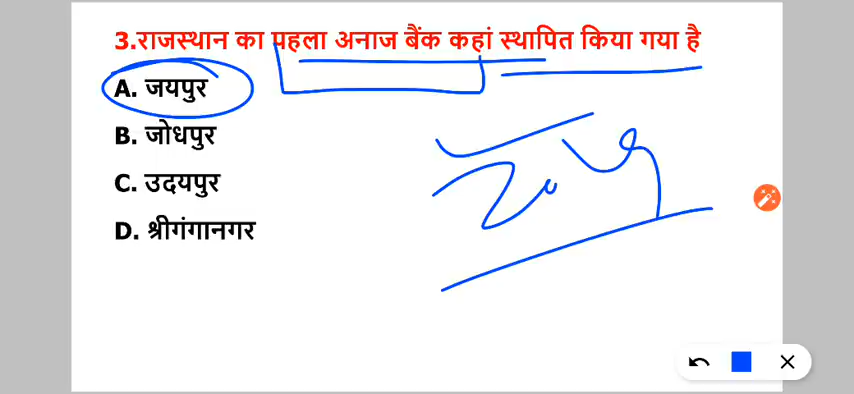 3.राजस्थान का पहला अनाज बैंक कहां स्थापित किया गया है
A. जयपुर
B. जोधपुर
C. उदयपुर
D. श्रीगंगानगर